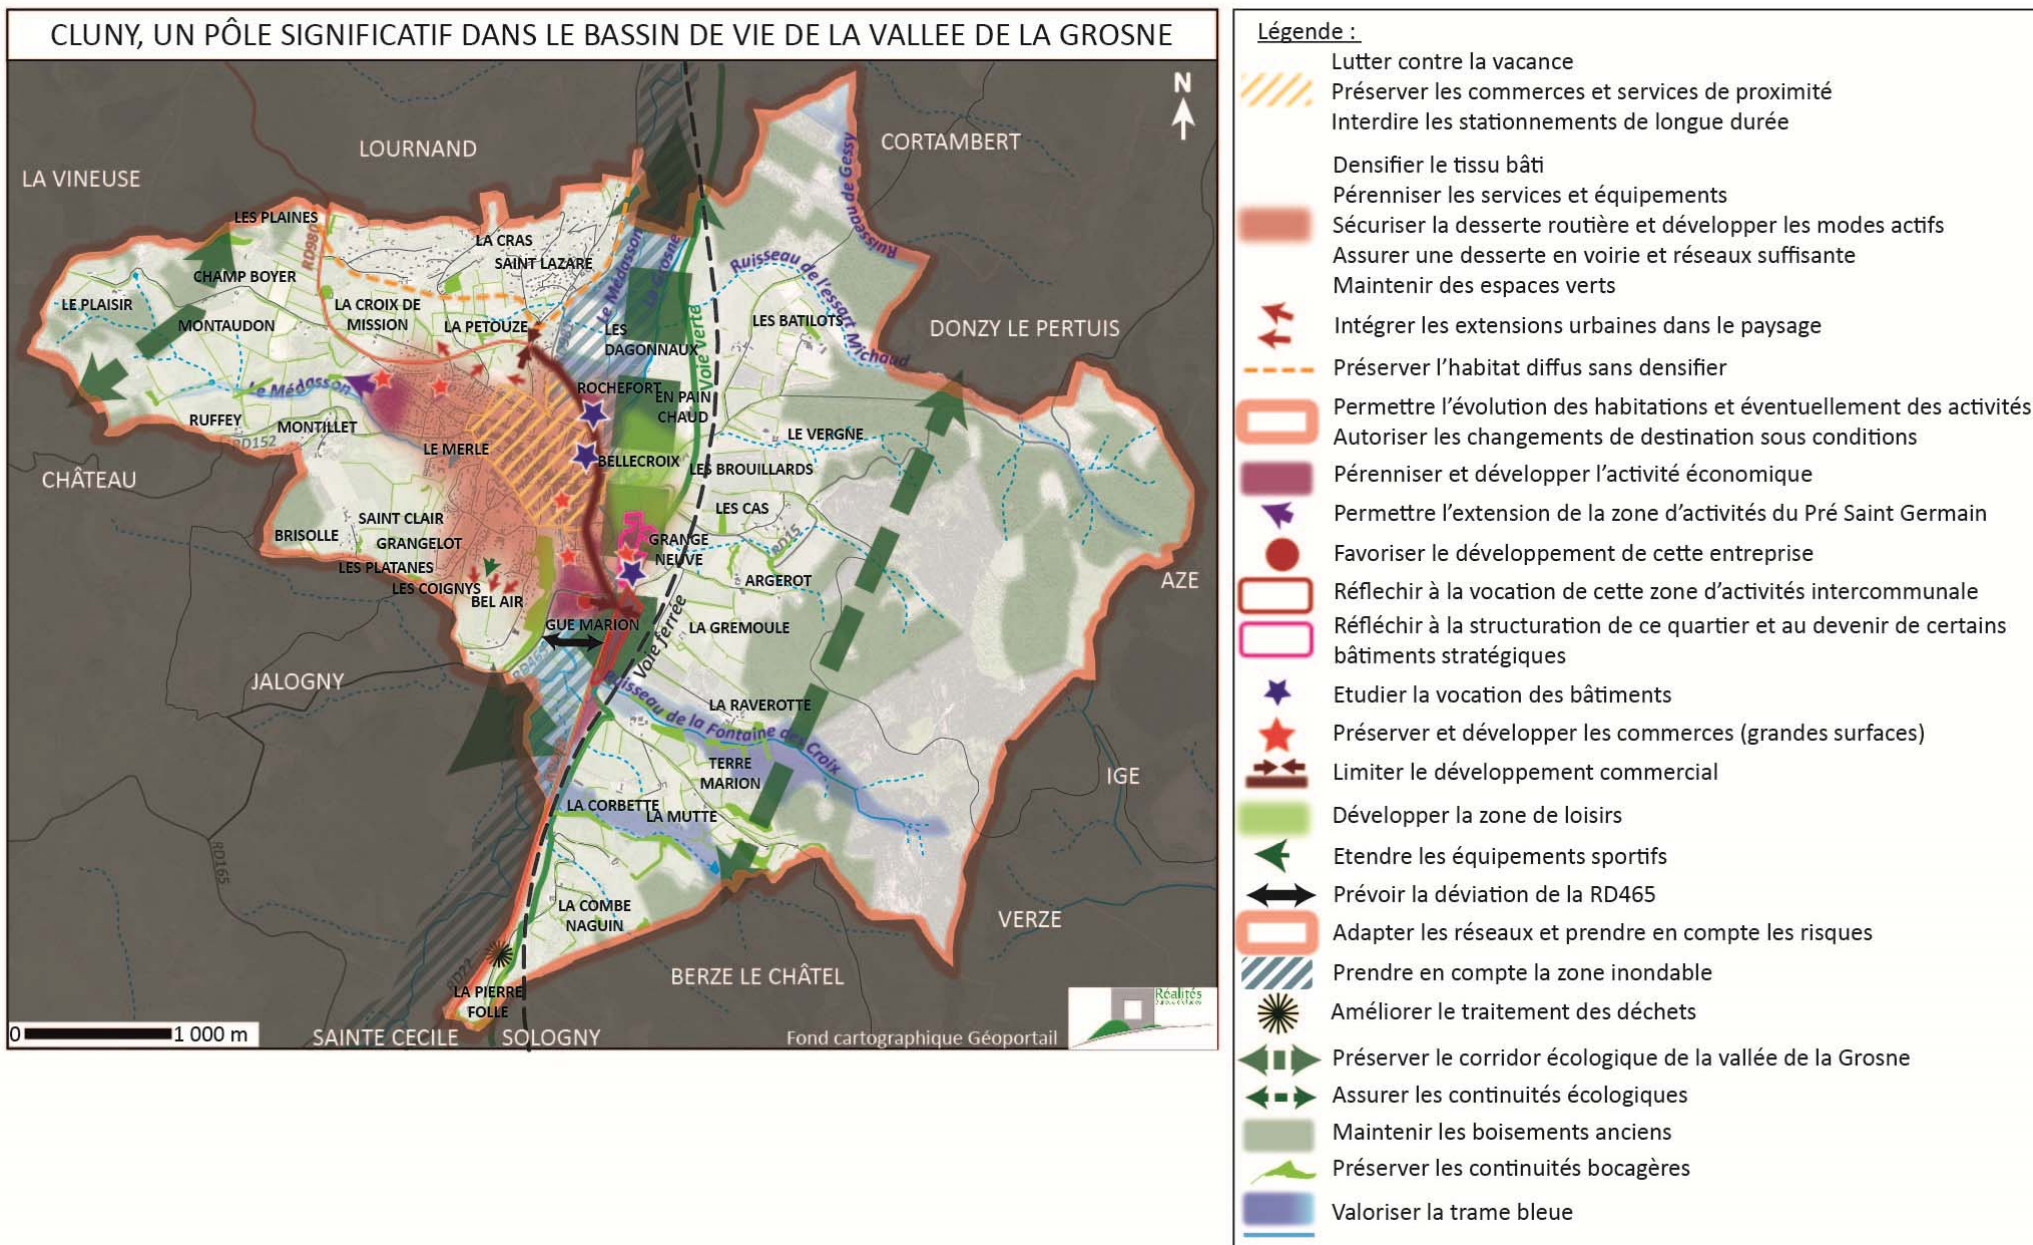 CLUNY, UN PÔLE SIGNIFICATIF DANS LE BASSIN DE VIE DE LA VALLEE DE LA GROSNE
N
LOURNAND
CORTAMBERT
LA VINEUSE
Ruisseau de Gessy
LES PLAINES
RD980
LA CRAS
SAINT LAZARE
Le Médasson
La Grosne
Ruisseau de l'essart Michaud
CHAMP BOYER
LE PLAISIR
LA CROIX DE
MISSION
MONTAUDON
LA PETOUZE
LES
DAGONNAUX
Voie verte
LES BATILOTS
DONZY LE PERTUIS
Le Médasson
ROCHEFORT
EN PAIN
CHAUD
RUFFEY
MONTILLET
RD152
LE MERLE
LE VERGNE
BELLECROIX
LES BROUILLARDS
CHÂTEAU
LES CAS
SAINT CLAIR
BRISOLLE
GRANGELOT
GRANGE
NEUVE
RD15
LES PLATANES
LES COIGNYS
BEL AIR
ARGEROT
AZE
GUE MARION
LA GREMOULE
Voie ferrée
RD465
JALOGNY
Ruisseau de la Fontaine des Croix
LA RAVEROTTE
TERRE
MARION
IGE
LA CORBETTE
LA MUTTE
RD165
LA COMBE
NAGUIN
VERZE
BERZE LE CHÂTEL
LA PIERRE
FOLLE
0 1 000 m
SAINTE CECILE
SOLOGNY
Fond cartographique Géoportail
Réalités
Légende :
Lutter contre la vacance
Préserver les commerces et services de proximité
Interdire les stationnements de longue durée
Densifier le tissu bâti
Pérenniser les services et équipements
Sécuriser la desserte routière et développer les modes actifs
Assurer une desserte en voirie et réseaux suffisante
Maintenir des espaces verts
Intégrer les extensions urbaines dans le paysage
Préserver l'habitat diffus sans densifier
Permettre l'évolution des habitations et éventuellement des activités
Autoriser les changements de destination sous conditions
Pérenniser et développer l'activité économique
Permettre l'extension de la zone d'activités du Pré Saint Germain
Favoriser le développement de cette entreprise
Réflechir à la vocation de cette zone d'activités intercommunale
Réfléchir à la structuration de ce quartier et au devenir de certains
bâtiments stratégiques
Etudier la vocation des bâtiments
Préserver et développer les commerces (grandes surfaces)
Limiter le développement commercial
Développer la zone de loisirs
Etendre les équipements sportifs
Prévoir la déviation de la RD465
Adapter les réseaux et prendre en compte les risques
Prendre en compte la zone inondable
Améliorer le traitement des déchets
Préserver le corridor écologique de la vallée de la Grosne
Assurer les continuités écologiques
Maintenir les boisements anciens
Préserver les continuités bocagères
Valoriser la trame bleue